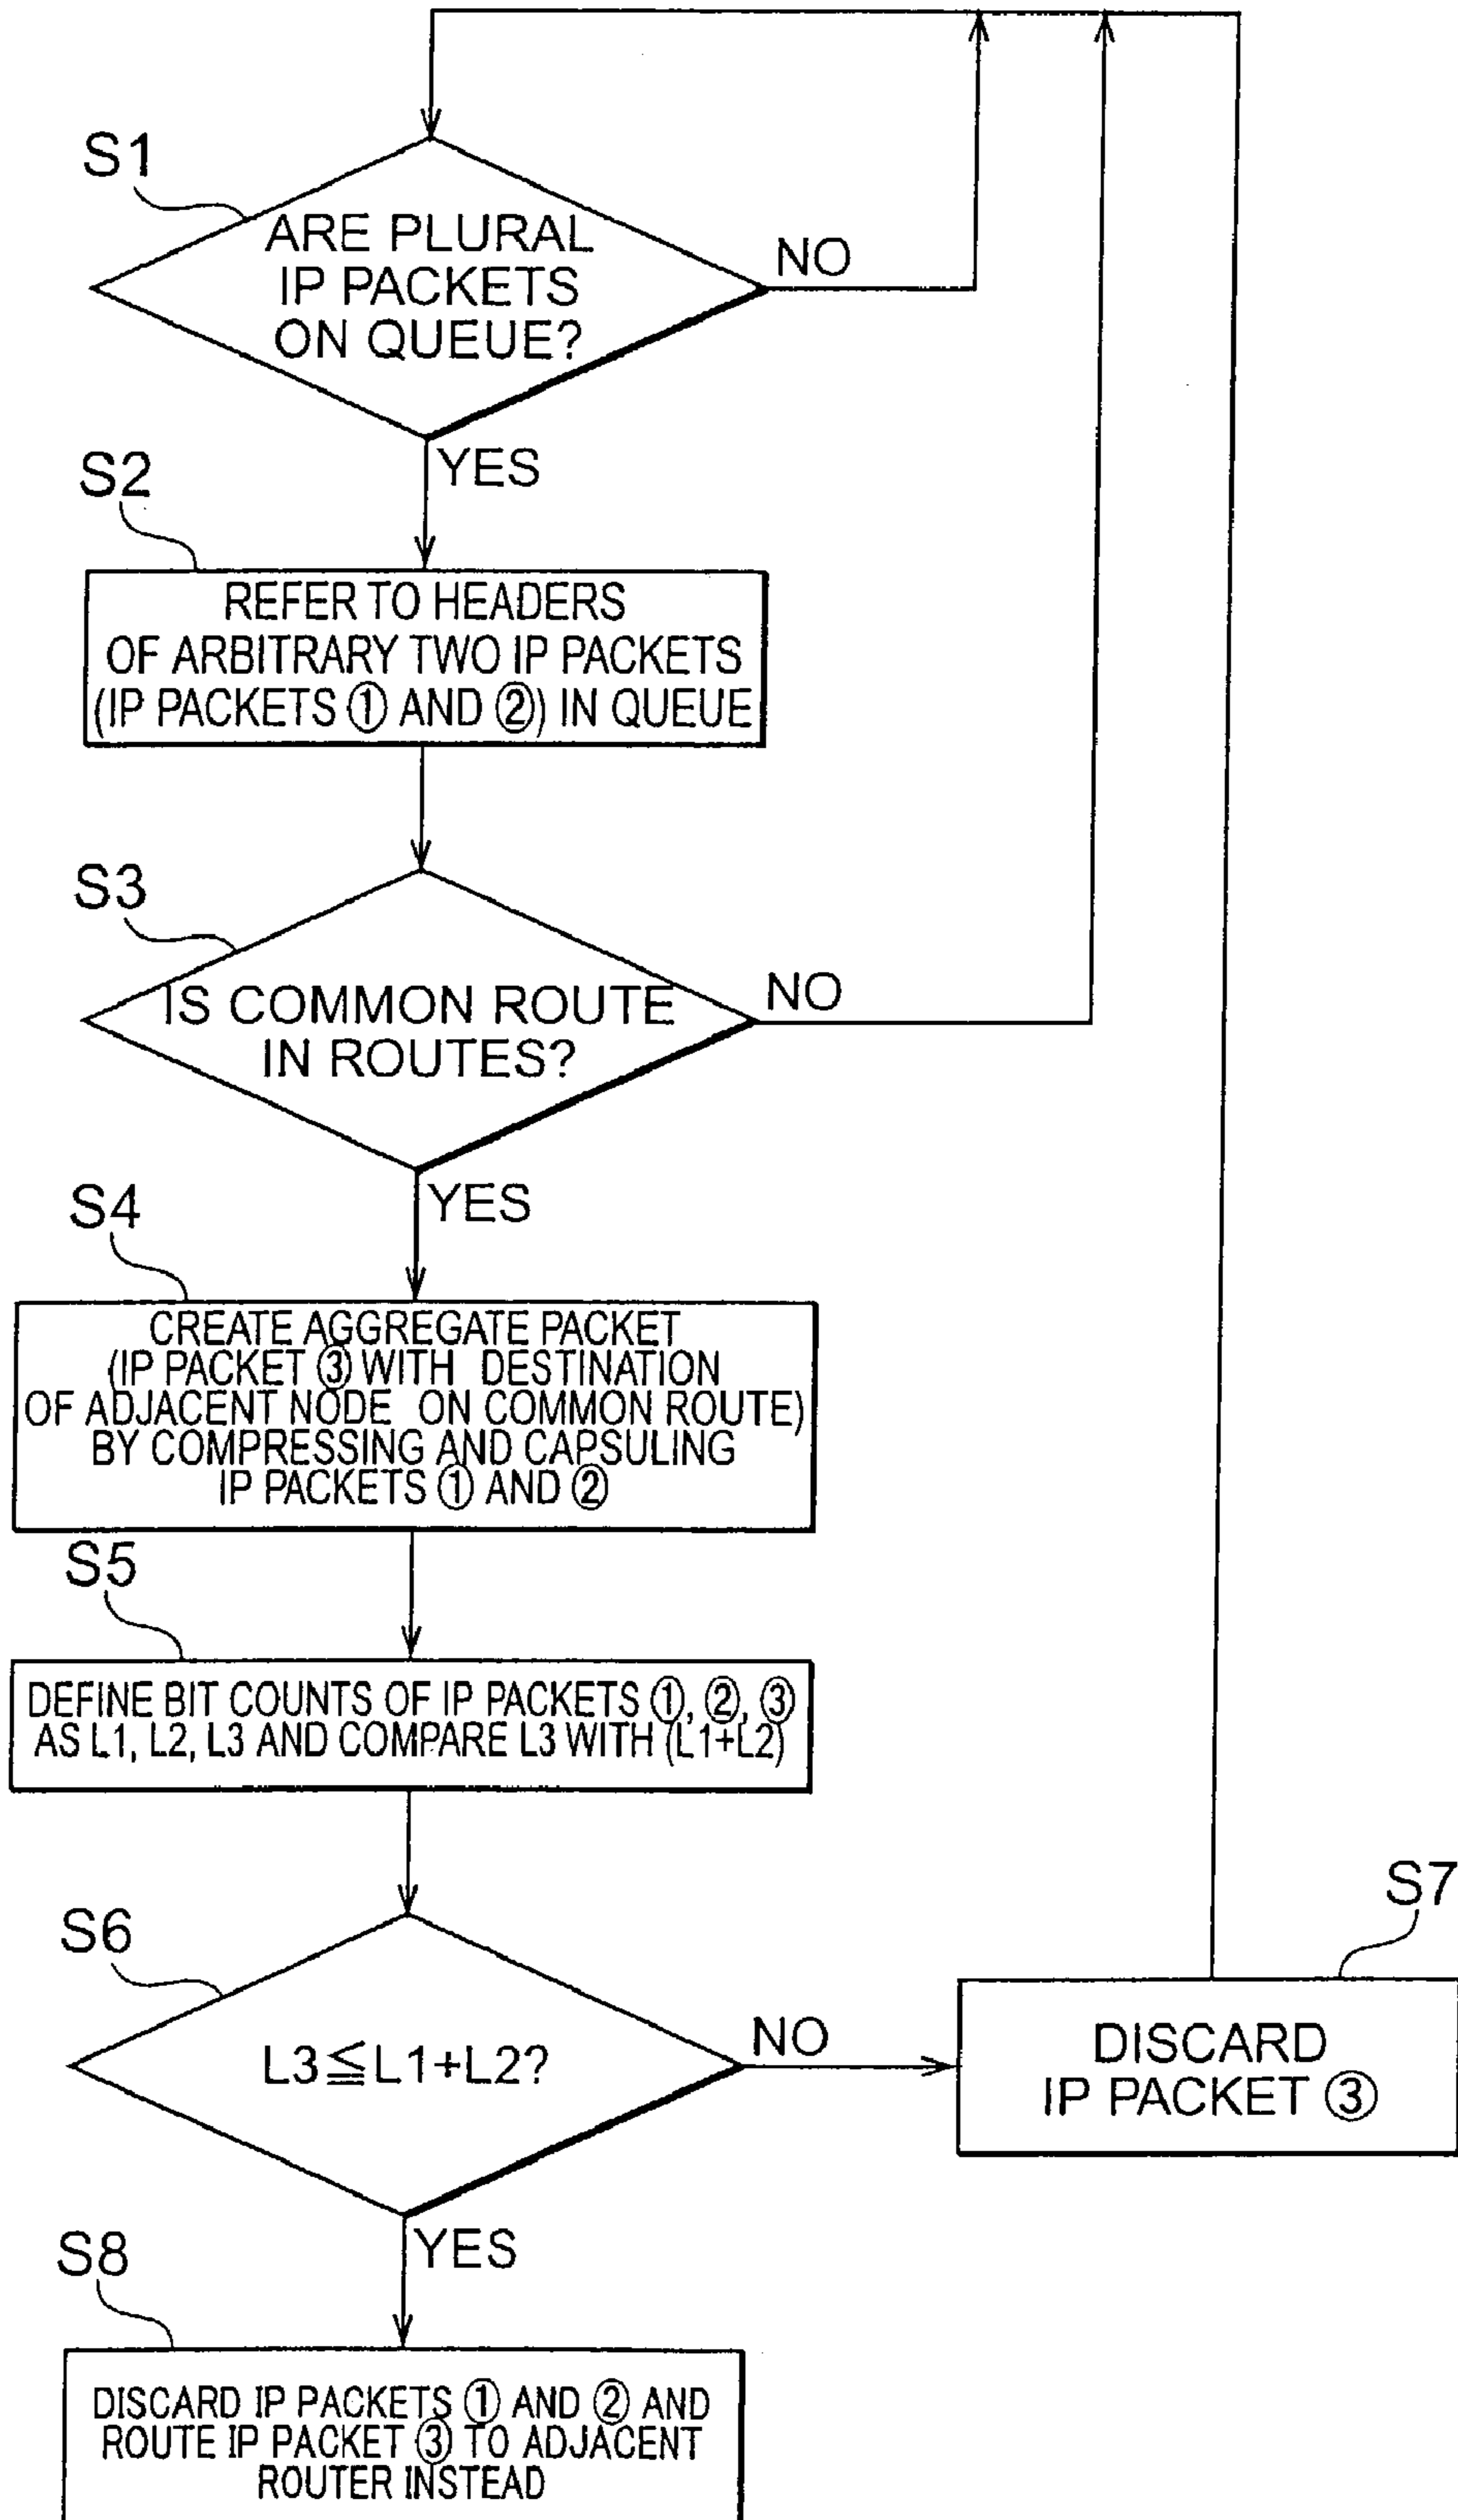 S1
ARE PLURAL
IP PACKETS
ON QUEUE?
NO
YES
S2
REFER TO HEADERS
OF ARBITRARY TWO IP PACKETS
(IP PACKETS ① AND ②) IN QUEUE
S3
IS COMMON ROUTE
IN ROUTES?
NO
YES
S4
CREATE AGGREGATE PACKET
(IP PACKET ③ WITH DESTINATION
OF ADJACENT NODE ON COMMON ROUTE)
BY COMPRESSING AND CAPSULING
IP PACKETS ① AND ②
S5
DEFINE BIT COUNTS OF IP PACKETS ①, ②, ③
AS L1, L2, L3 AND COMPARE L3 WITH (L1+L2)
S6
L3≦L1+L2?
NO
S7
DISCARD
IP PACKET ③
YES
S8
DISCARD IP PACKETS ① AND ② AND
ROUTE IP PACKET ③ TO ADJACENT
ROUTER INSTEAD